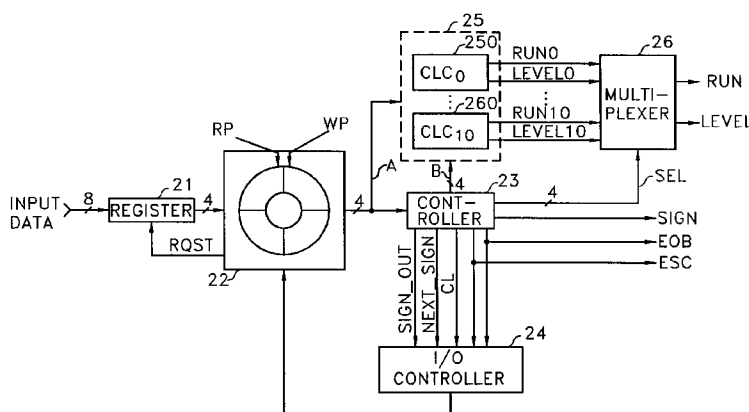 25
250
CLC0
RUN0
LEVEL0
260
CLC10
RUN10
LEVEL10
26
MULTI-
PLEXER
RUN
LEVEL
RP
WP
A
B
4
SEL
INPUT
DATA
8
21
REGISTER
4
RQST
22
4
23
CONT-
ROLLER
4
SIGN
EOB
ESC
SIGN_OUT
NEXT_SIGN
CL
24
I/O
CONTROLLER